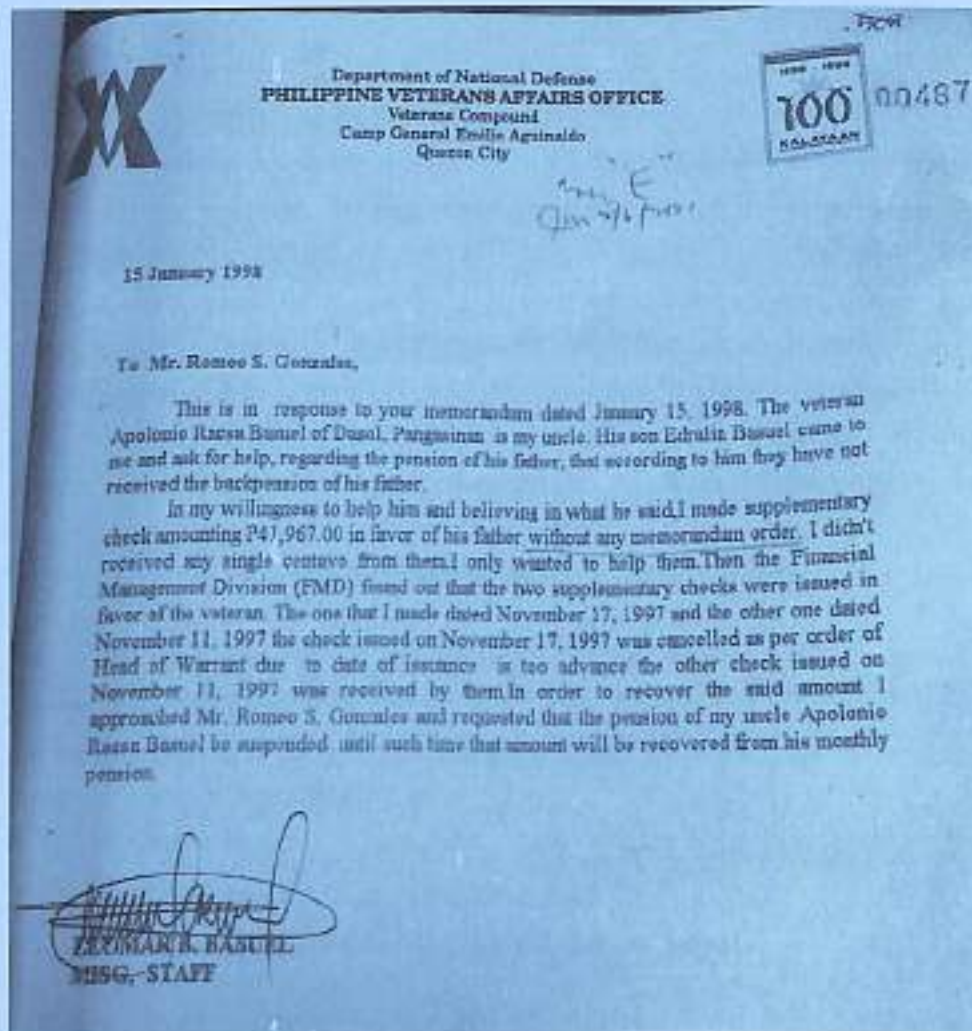 Department of National Defense
PHILIPPINE VETERANS AFFAIRS OFFICE
Veterans Compound
Camp General Emilio Aguinaldo
Quezon City
1898 1998
100
KALAYAAN
00487
"E"
15 January 1998
To Mr. Romeo S. Gonzales,
This is in response to your memorandum dated January 15, 1998. The veteran
Apolonio Racsa Basuel of Dasol, Pangasinan is my uncle. His son Edralin Basuel came to
me and ask for help, regarding the pension of his father, that according to him they have not
received the backpension of his father.
In my willingness to help him and believing in what he said,I made supplementary
check amounting P41,967.00 in favor of his father without any memorandum order. I didn't
received any single centavo from them.I only wanted to help them.Then the Financial
Management Division (FMD) found out that the two supplementary checks were issued in
favor of the veteran. The one that I made dated November 17, 1997 and the other one dated
November 11, 1997 the check issued on November 17, 1997 was cancelled as per order of
Head of Warrant due to date of issuance is too advance the other check issued on
November 11, 1997 was received by them.In order to recover the said amount I
approached Mr. Romeo S. Gonzales and requested that the pension of my uncle Apolonio
Racsa Basuel be suspended until such time that amount will be recovered from his monthly
pension.
B. BASUEL
STAFF